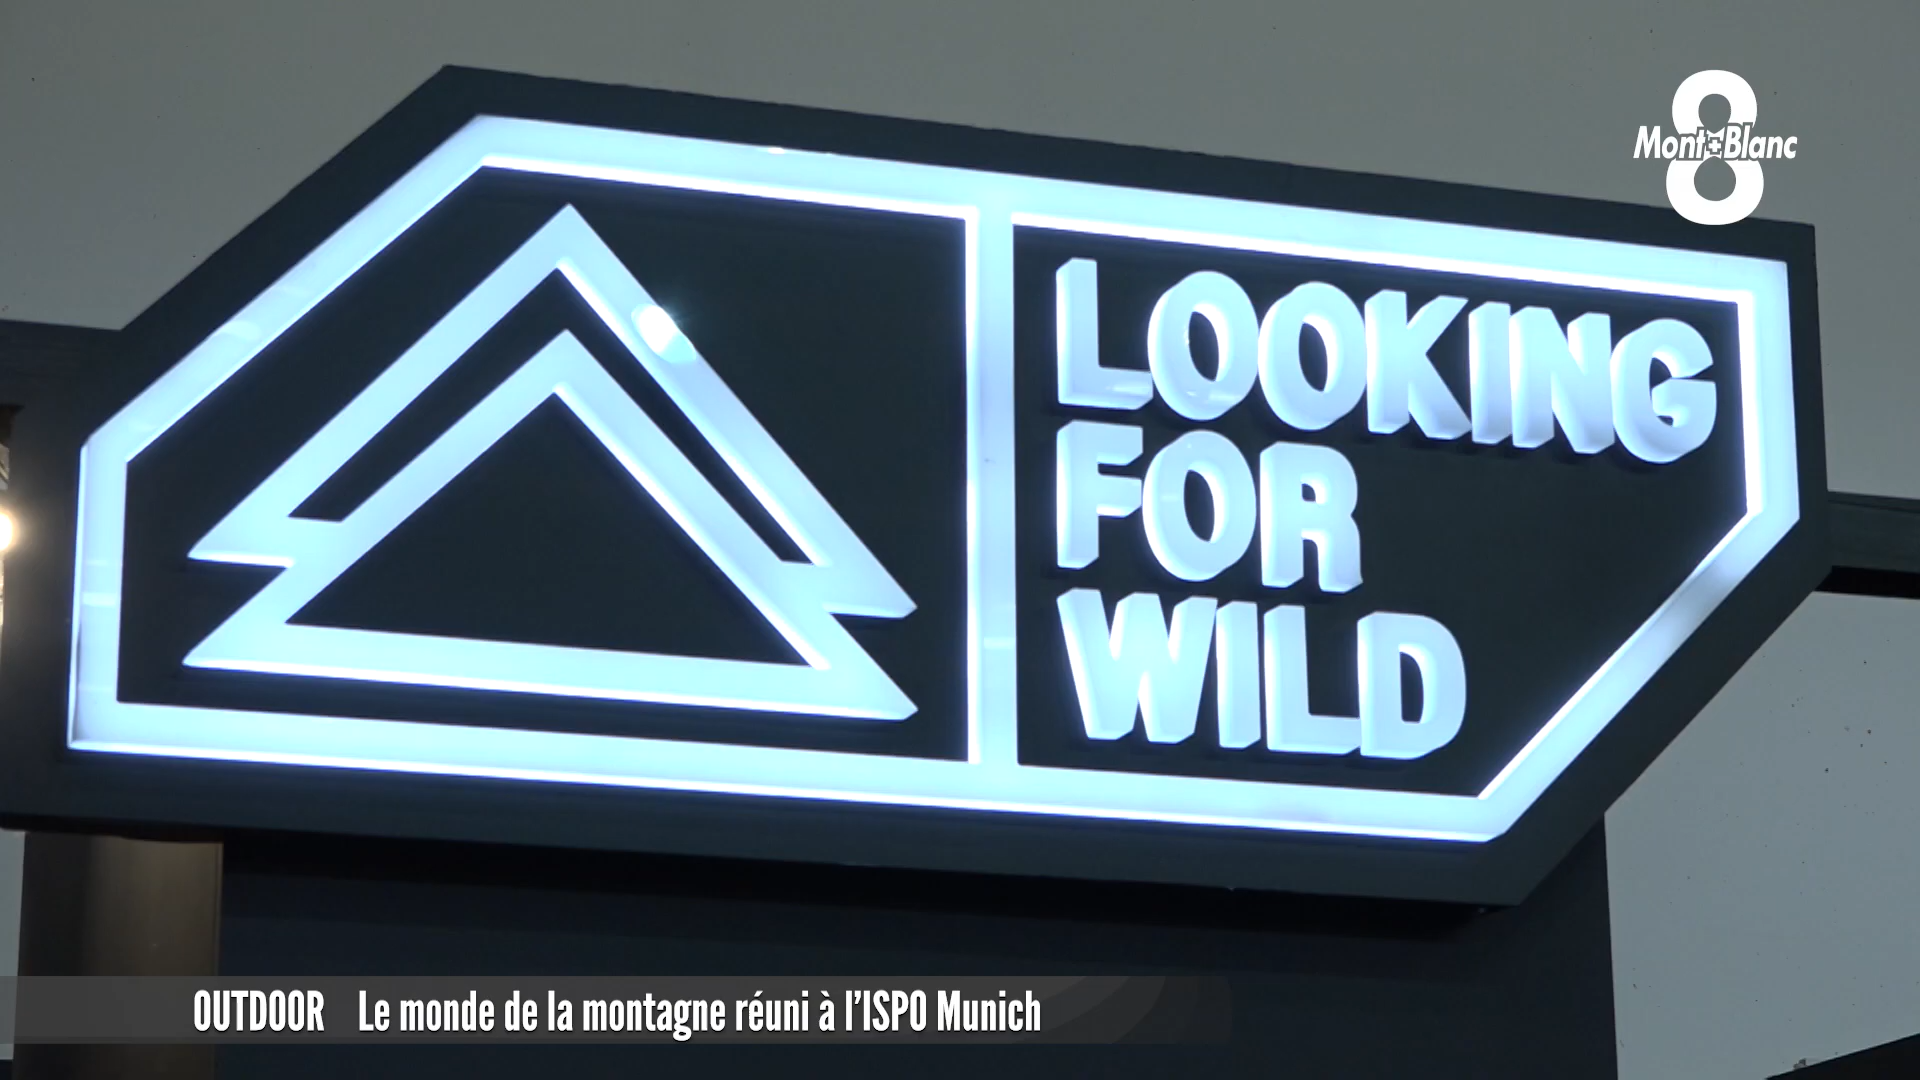 8
Mont+Blanc
LOOKING
FOR
WILD
OUTDOOR Le monde de la montagne réuni à l'ISPO Munich